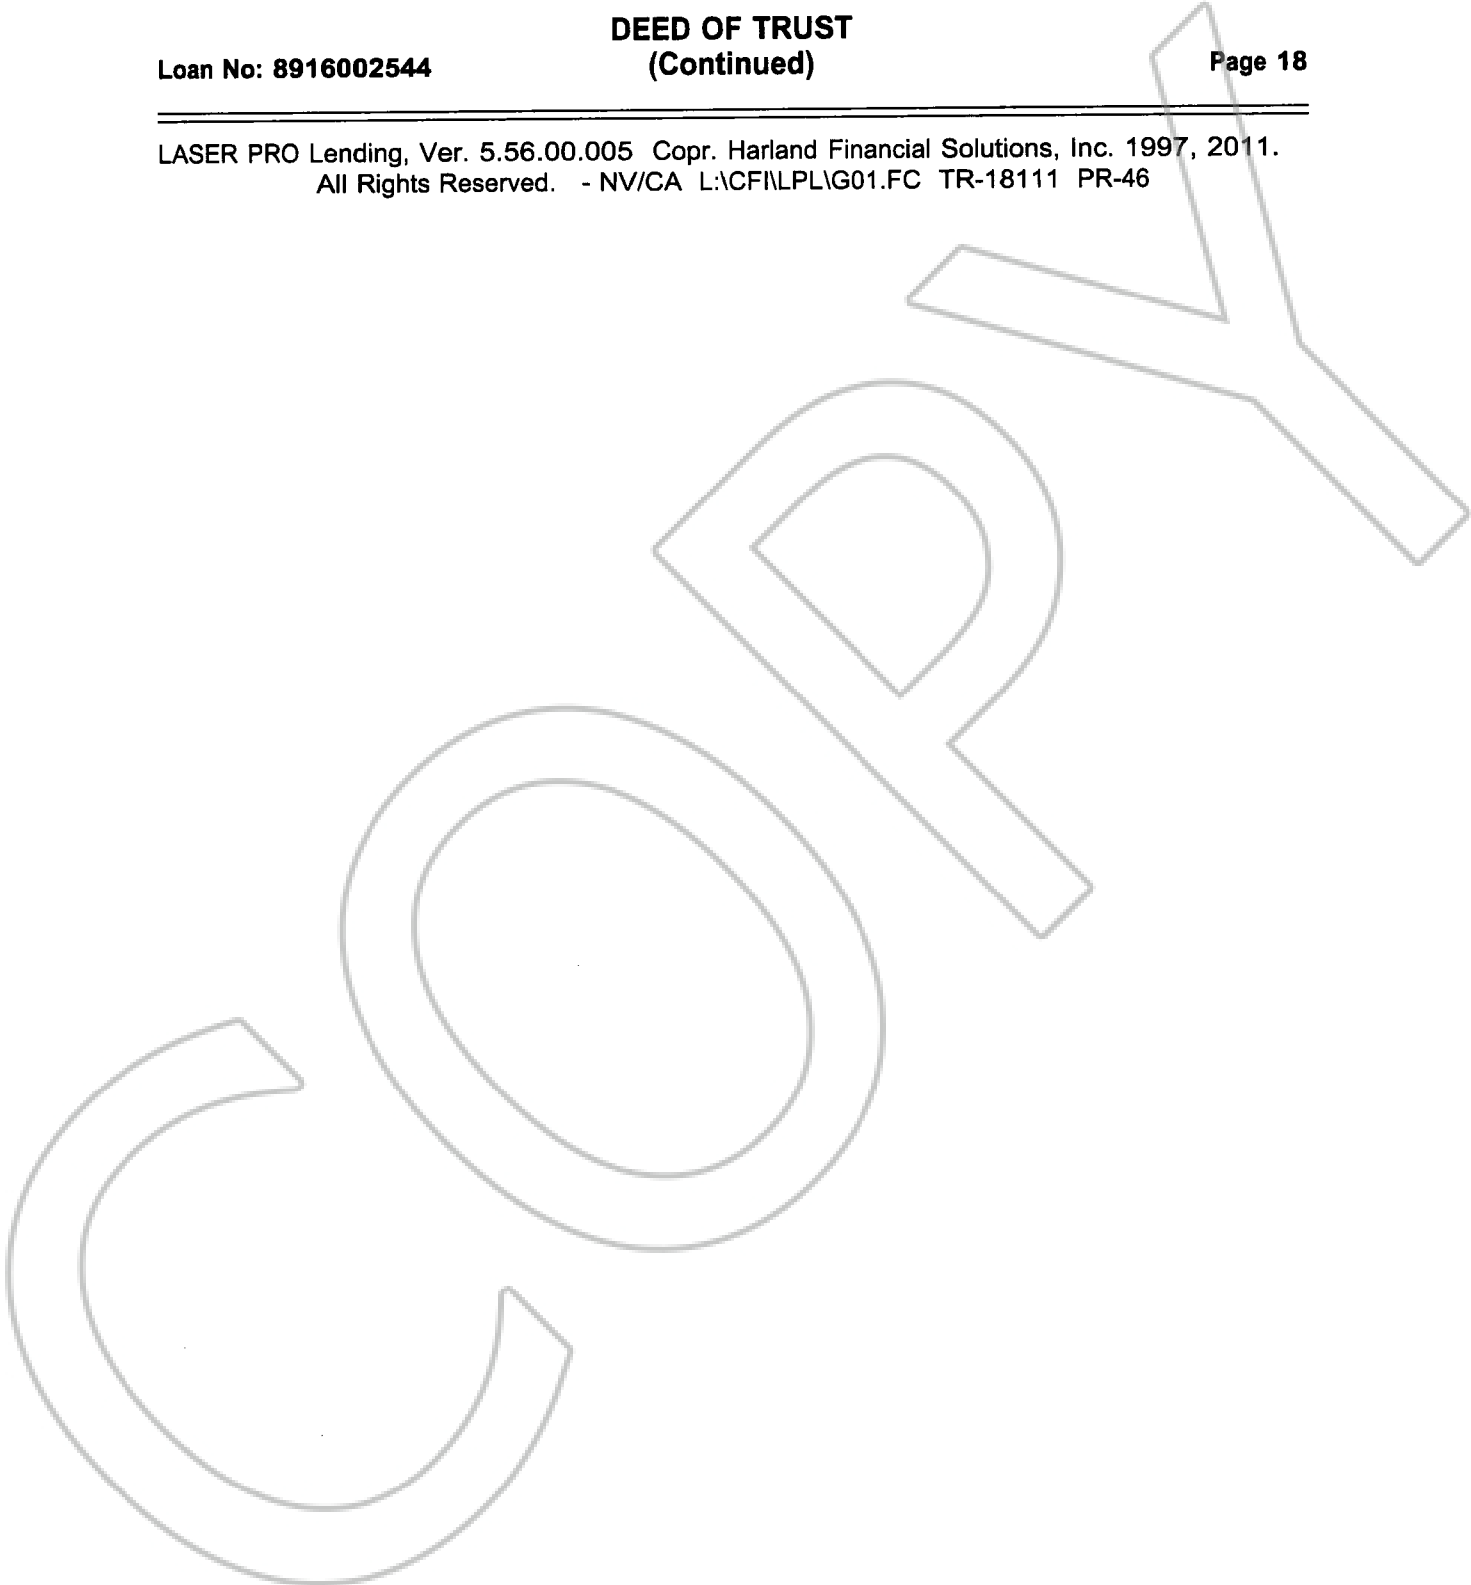 DEED OF TRUST
Loan No: 8916002544 (Continued) Page 18
LASER PRO Lending, Ver. 5.56.00.005 Copr. Harland Financial Solutions, Inc. 1997, 2011.
All Rights Reserved. - NV/CA L:\CFI\LPL\G01.FC TR-18111 PR-46
COPY